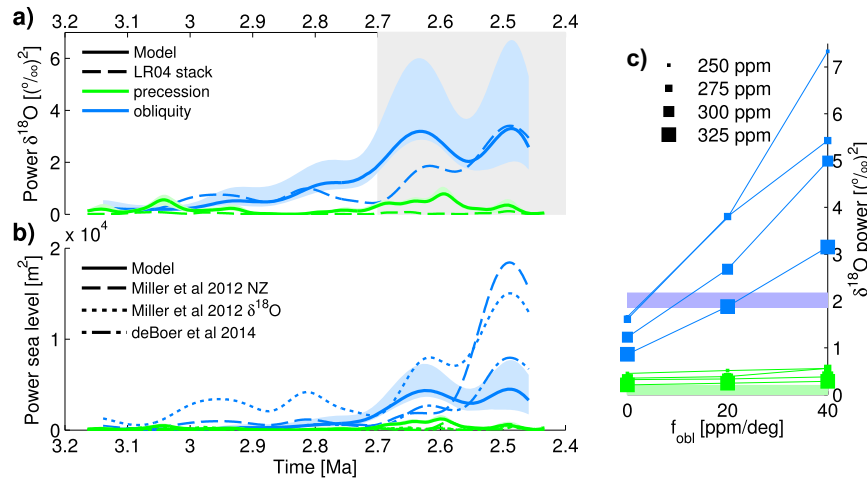 a)
3.2 3.1 3 2.9 2.8 2.7 2.6 2.5 2.4
6
4
2
0
Power δ¹⁸O [(⁰/₀₀)²]
Model
LR04 stack
precession
obliquity
b)
x 10⁴
2
1
0
Power sea level [m²]
Model
Miller et al 2012 NZ
Miller et al 2012 δ¹⁸O
deBoer et al 2014
3.2 3.1 3 2.9 2.8 2.7 2.6 2.5 2.4
Time [Ma]
c)
250 ppm
275 ppm
300 ppm
325 ppm
7
6
5
4
3
2
1
0
δ¹⁸O power [(⁰/₀₀)²]
0 20 40
f_obl [ppm/deg]